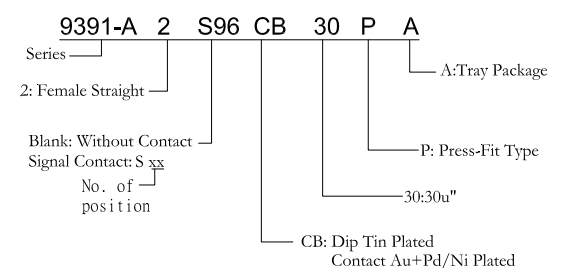 9391-A 2 S96 CB 30 P A
Series
A:Tray Package
2: Female Straight
Blank: Without Contact
Signal Contact: S xx
P: Press-Fit Type
No. of
position
30:30u"
CB: Dip Tin Plated
Contact Au+Pd/Ni Plated